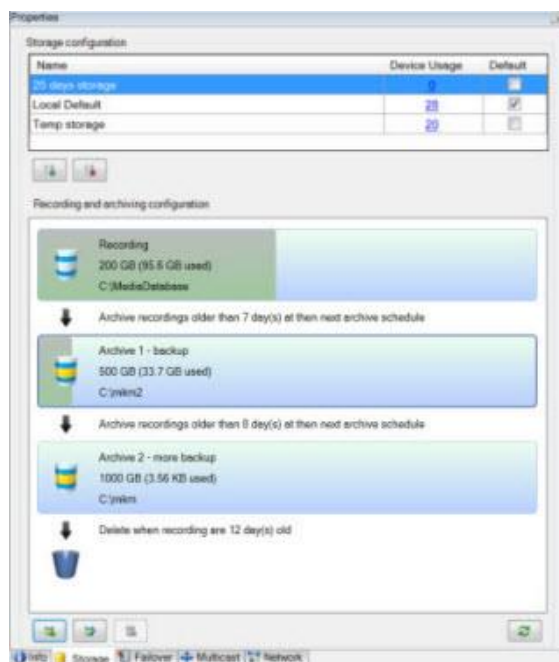 Properties
Storage configuration
Name Device Usage Default
25 days storage 0
Local Default 28
Temp storage 20
Recording and archiving configuration
Recording
200 GB (95.6 GB used)
C:\MediaDatabase
Archive recordings older than 7 day(s) at then next archive schedule
Archive 1 - backup
500 GB (33.7 GB used)
C:\mkm2
Archive recordings older than 8 day(s) at then next archive schedule
Archive 2 - more backup
1000 GB (3.56 KB used)
C:\mkm
Delete when recording are 12 day(s) old
Info Storage Failover Multicast Network